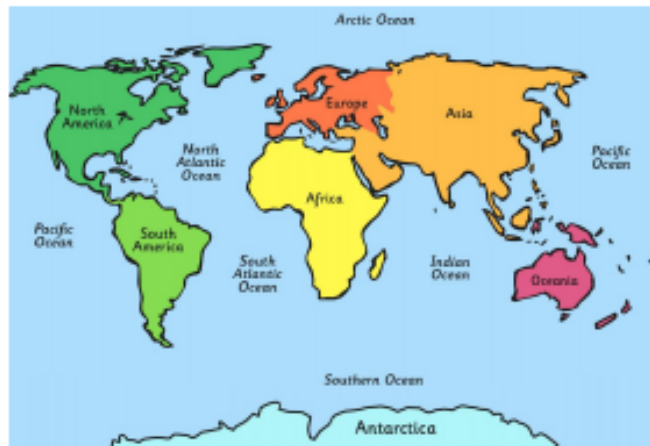 Arctic Ocean
North
America
Europe
Asia
North
Atlantic
Ocean
Pacific
Ocean
Africa
Pacific
Ocean
South
America
South
Atlantic
Ocean
Indian
Ocean
Oceania
Southern Ocean
Antarctica